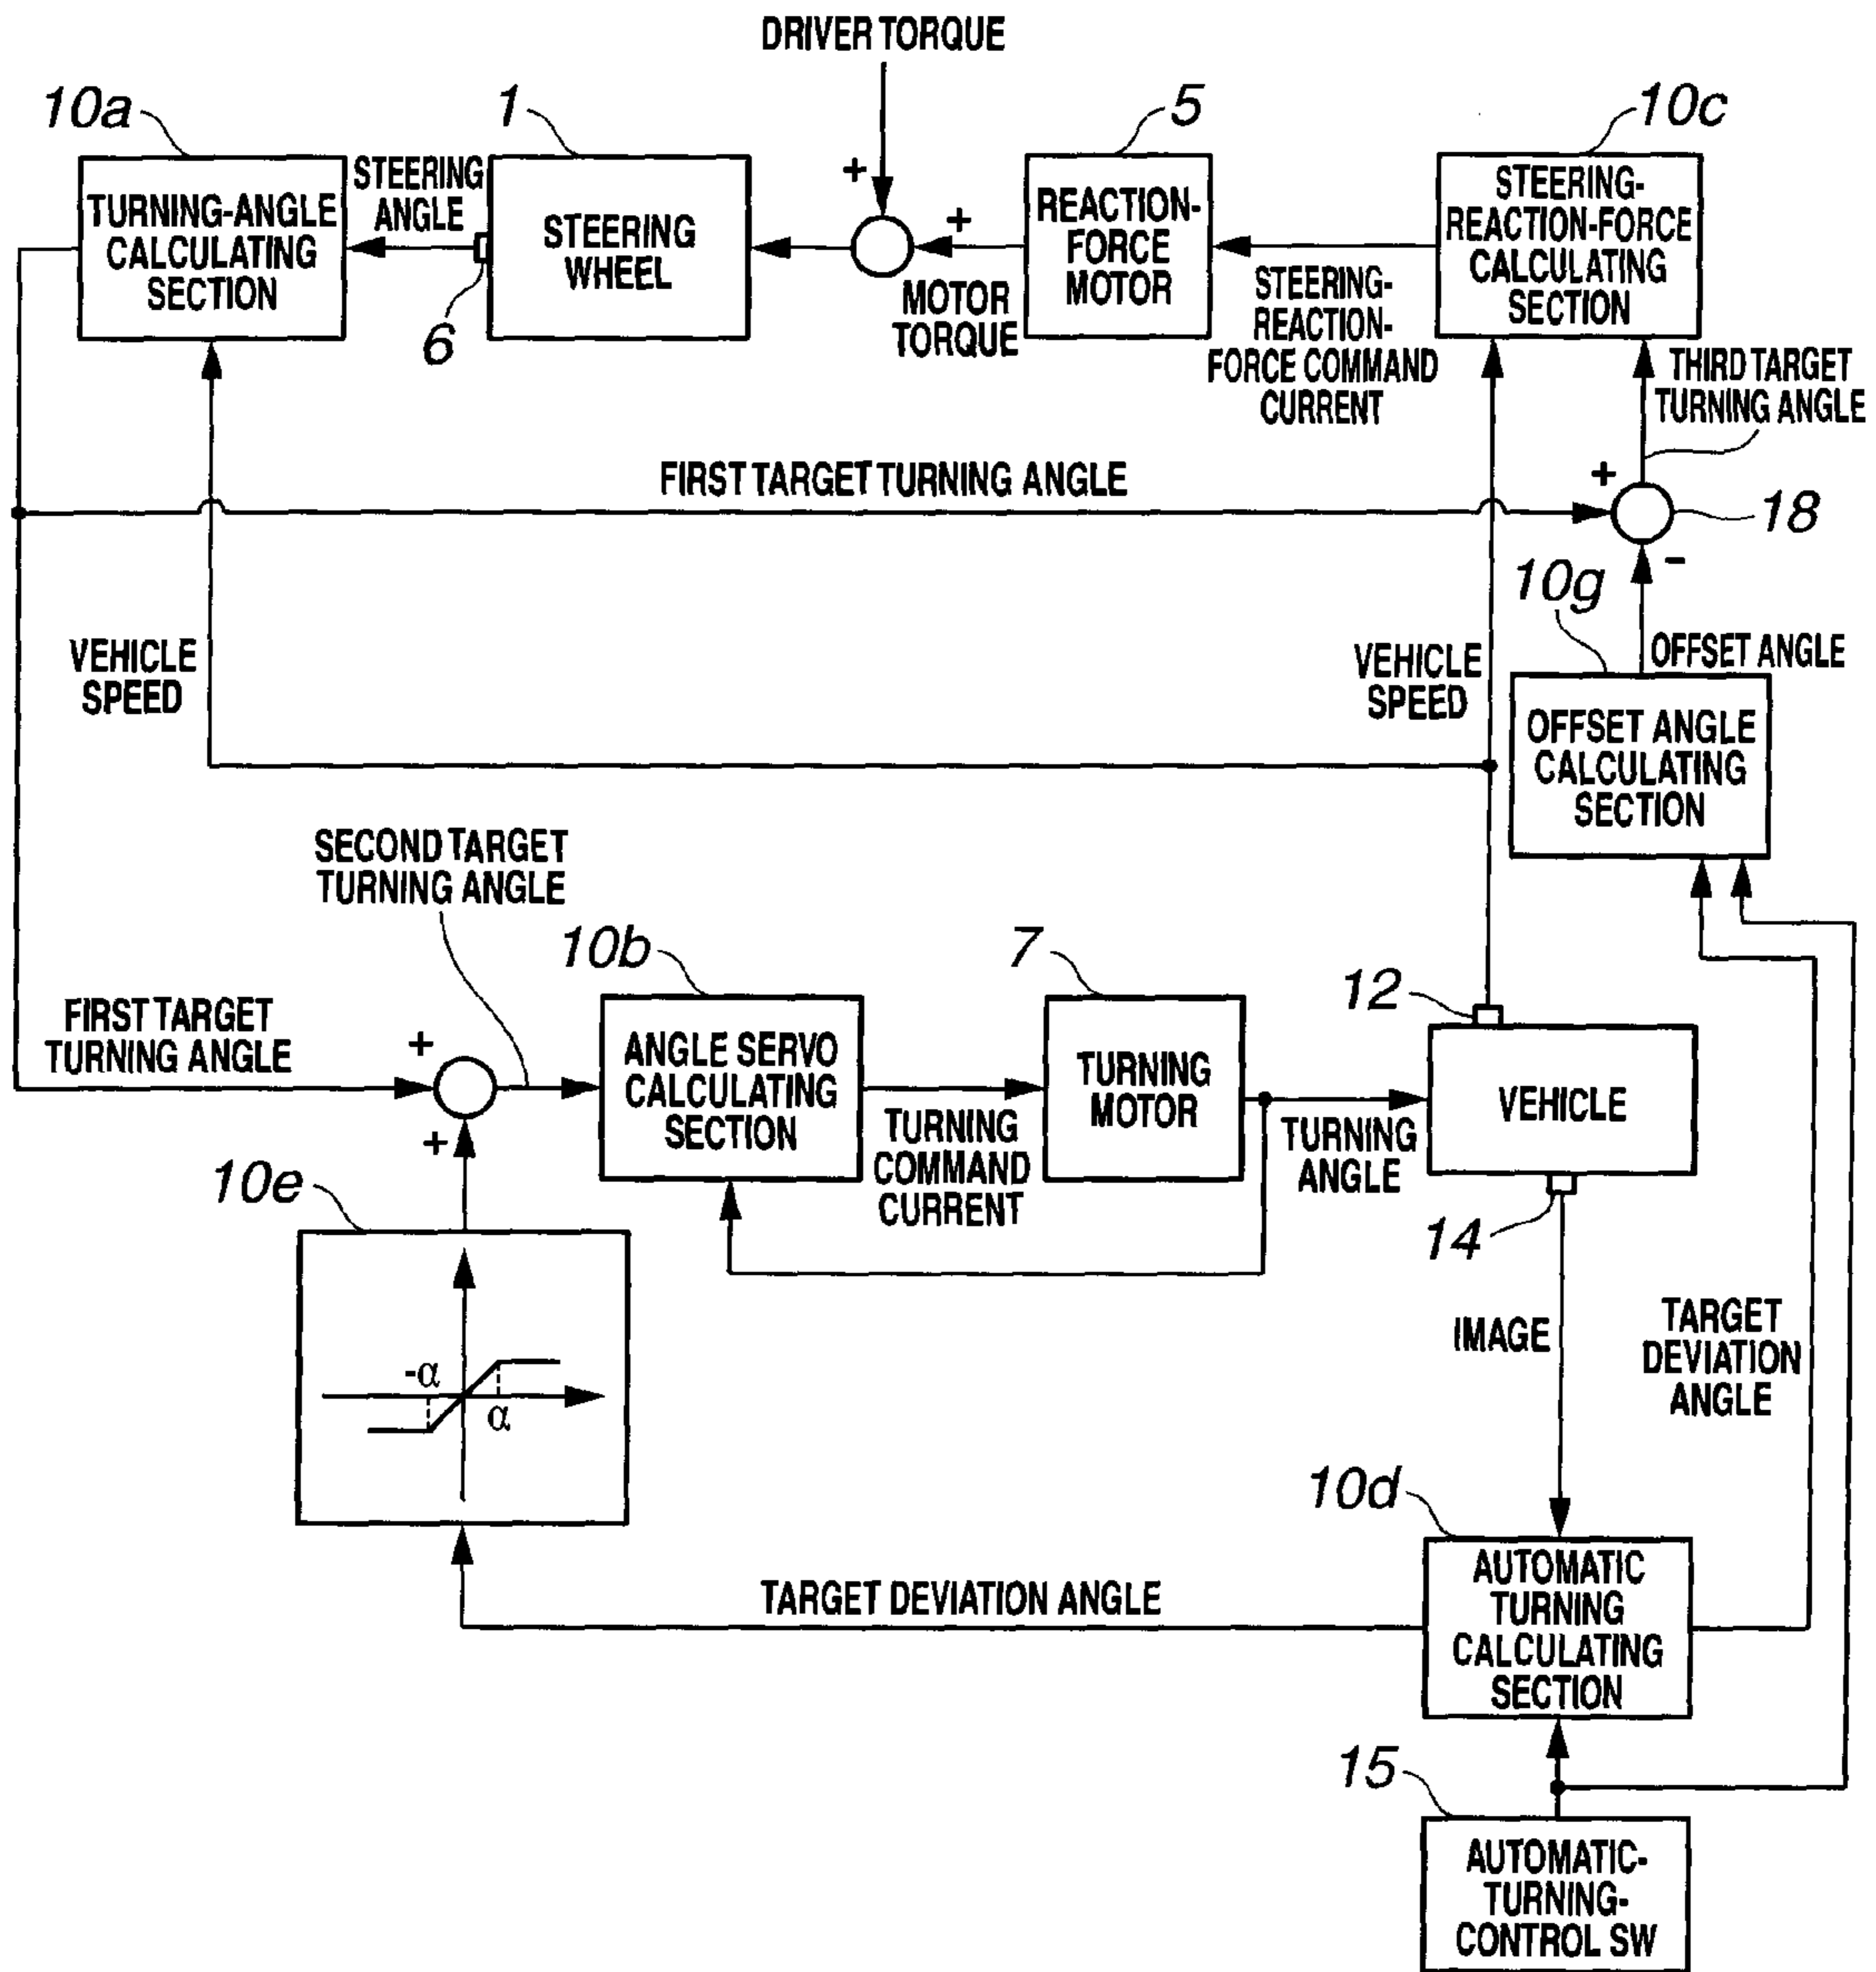 DRIVER TORQUE
10a
1
5
10c
TURNING-ANGLE
CALCULATING
SECTION
STEERING
ANGLE
6
STEERING
WHEEL
+
+
MOTOR
TORQUE
REACTION-
FORCE
MOTOR
STEERING-
REACTION-
FORCE COMMAND
CURRENT
STEERING-
REACTION-FORCE
CALCULATING
SECTION
THIRD TARGET
TURNING ANGLE
FIRST TARGET TURNING ANGLE
+
18
-
10g
OFFSET ANGLE
VEHICLE
SPEED
VEHICLE
SPEED
OFFSET ANGLE
CALCULATING
SECTION
SECOND TARGET
TURNING ANGLE
10b
7
12
FIRST TARGET
TURNING ANGLE
+
+
ANGLE SERVO
CALCULATING
SECTION
TURNING
COMMAND
CURRENT
TURNING
MOTOR
TURNING
ANGLE
VEHICLE
14
10e
-α
α
IMAGE
TARGET
DEVIATION
ANGLE
10d
TARGET DEVIATION ANGLE
AUTOMATIC
TURNING
CALCULATING
SECTION
15
AUTOMATIC-
TURNING-
CONTROL SW